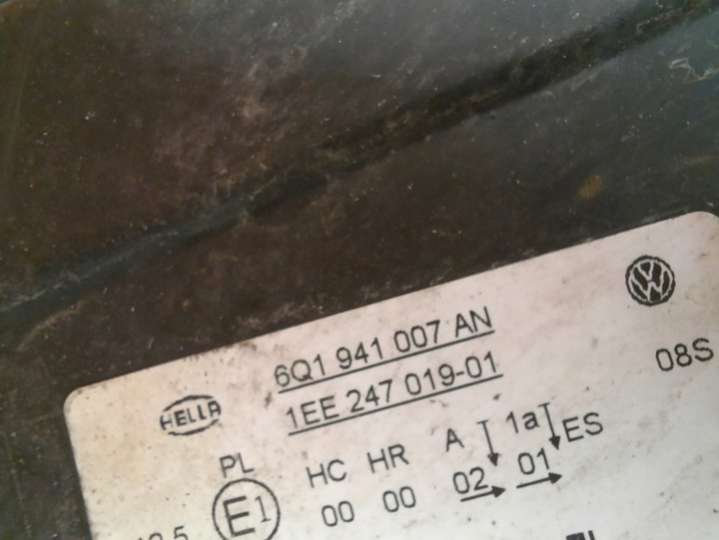 VW
6Q1 941 007 AN
HELLA
1EE 247 019-01
08S
PL HC HR A 1a ES
E1 00 00 02 01